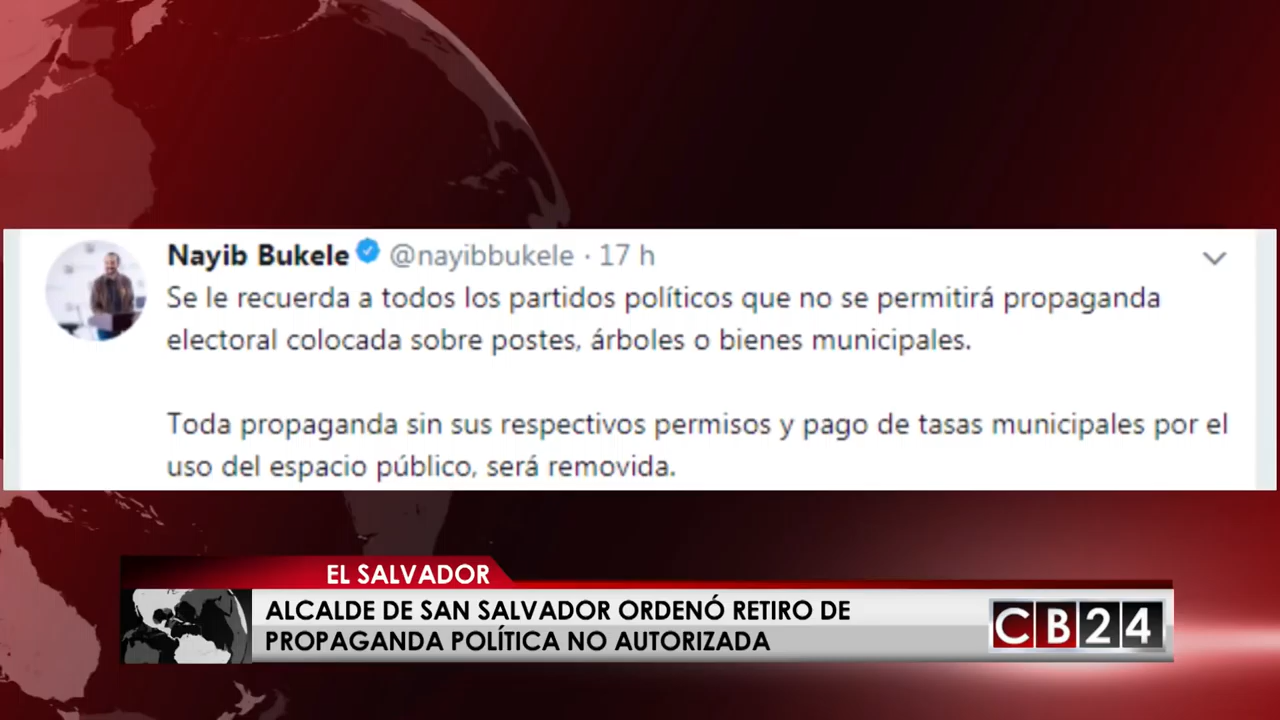 Nayib Bukele @nayibbukele · 17 h
Se le recuerda a todos los partidos políticos que no se permitirá propaganda
electoral colocada sobre postes, árboles o bienes municipales.
Toda propaganda sin sus respectivos permisos y pago de tasas municipales por el
uso del espacio público, será removida.
EL SALVADOR
ALCALDE DE SAN SALVADOR ORDENÓ RETIRO DE
PROPAGANDA POLÍTICA NO AUTORIZADA
CB24